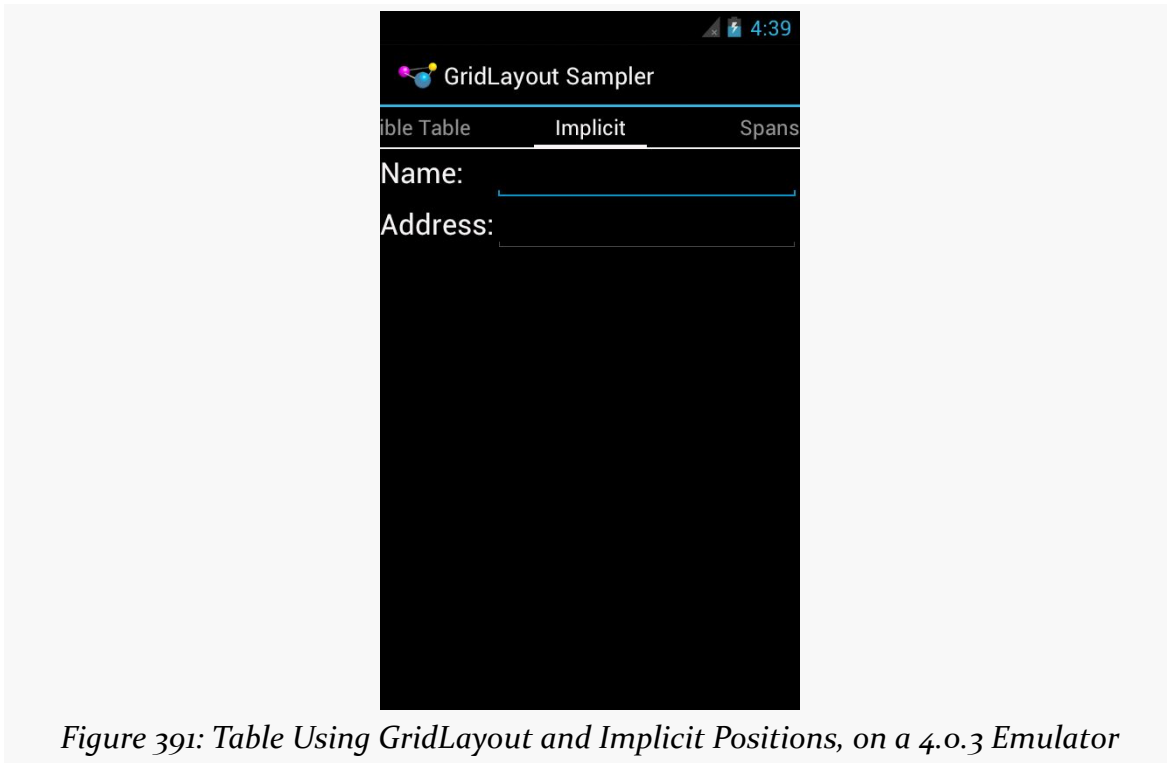 4:39
GridLayout Sampler
ible Table Implicit Spans
Name:
Address:
Figure 391: Table Using GridLayout and Implicit Positions, on a 4.0.3 Emulator